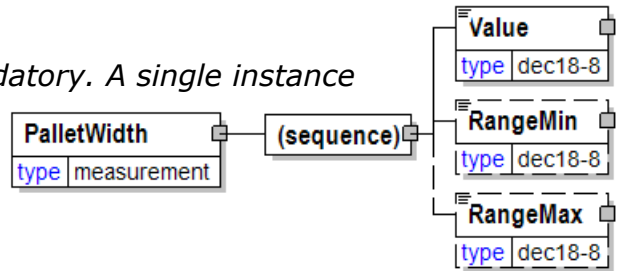 Value
type dec18-8
datory. A single instance
PalletWidth
type measurement
(sequence)
RangeMin
type dec18-8
RangeMax
type dec18-8